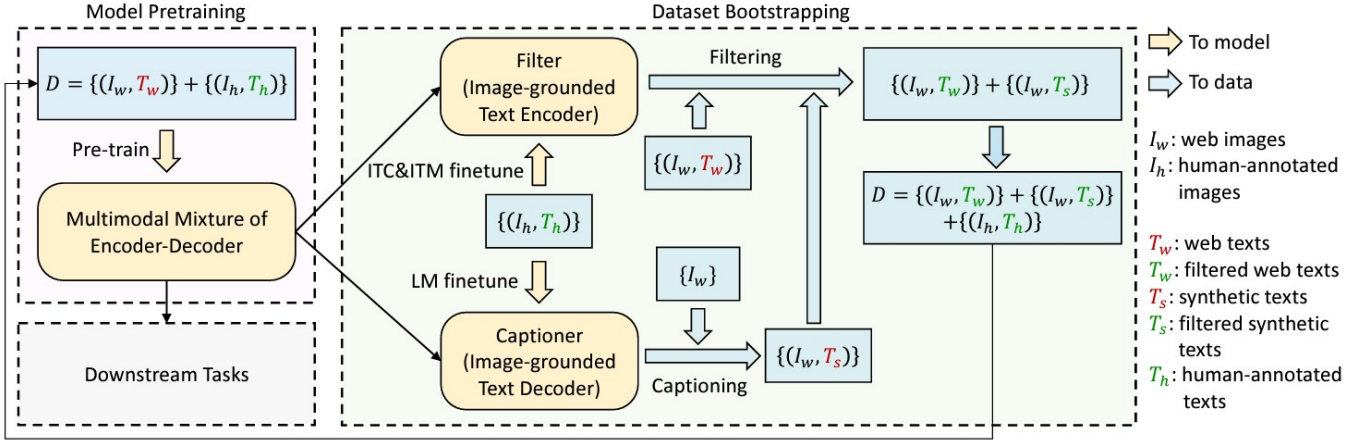 Model Pretraining
D = {(I_w, T_w)} + {(I_h, T_h)}
Pre-train
Multimodal Mixture of
Encoder-Decoder
Downstream Tasks
Dataset Bootstrapping
Filter
(Image-grounded
Text Encoder)
ITC&ITM finetune
{(I_h, T_h)}
LM finetune
Captioner
(Image-grounded
Text Decoder)
Filtering
{(I_w, T_w)}
{I_w}
Captioning
{(I_w, T_s)}
{(I_w, T_w)} + {(I_w, T_s)}
D = {(I_w, T_w)} + {(I_w, T_s)}
+{(I_h, T_h)}
To model
To data
I_w: web images
I_h: human-annotated
images
T_w: web texts
T_w: filtered web texts
T_s: synthetic texts
T_s: filtered synthetic
texts
T_h: human-annotated
texts